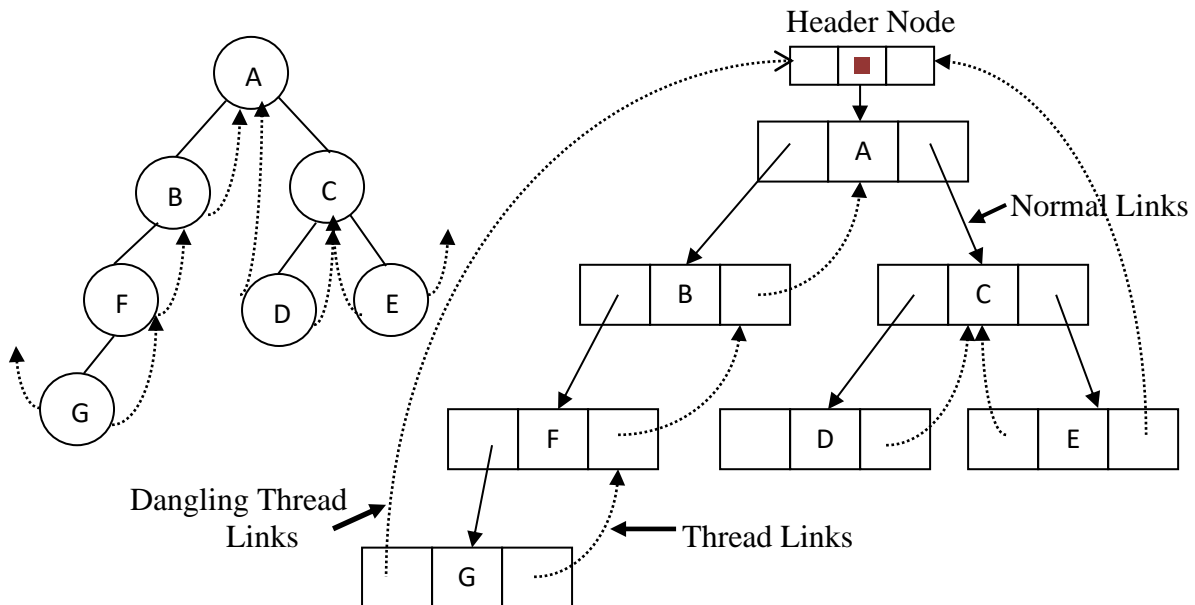 Header Node
A
A
Normal Links
B
C
B
C
F
D
E
F
D
E
G
Dangling Thread
Links
Thread Links
G